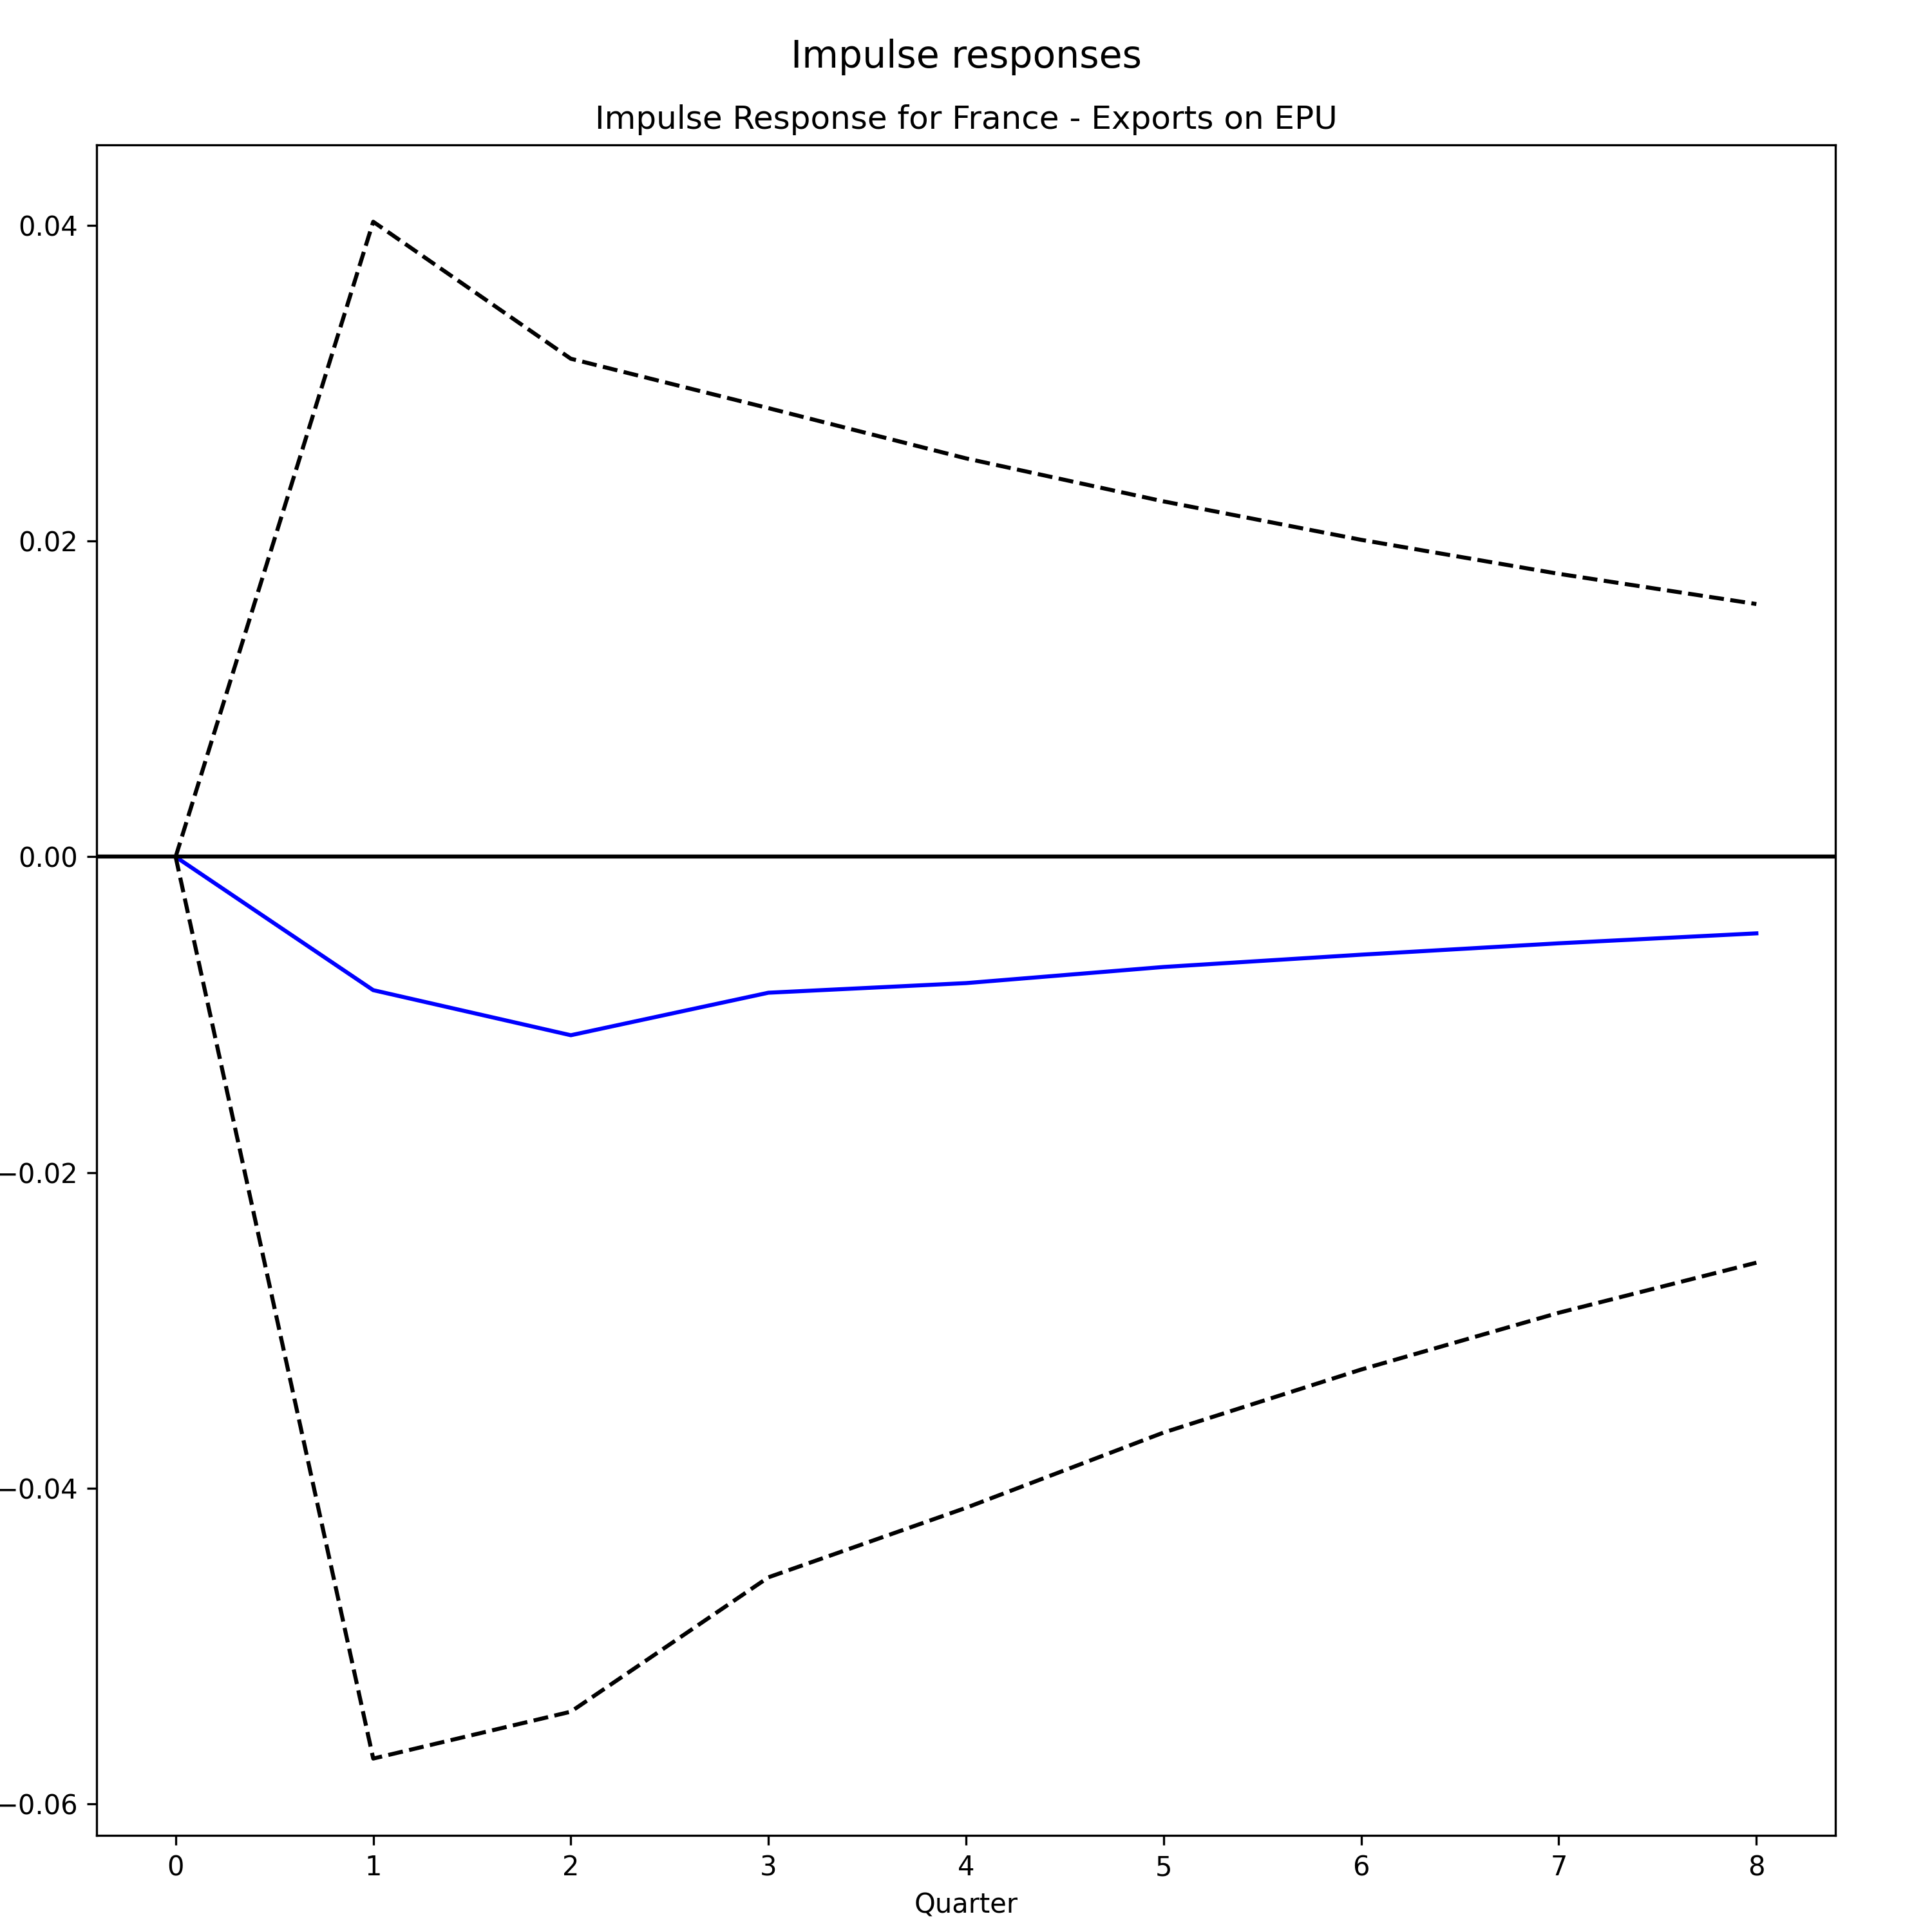 Impulse responses
Impulse Response for France - Exports on EPU
0.04
0.02
0.00
−0.02
−0.04
−0.06
0 1 2 3 4 5 6 7 8
Quarter